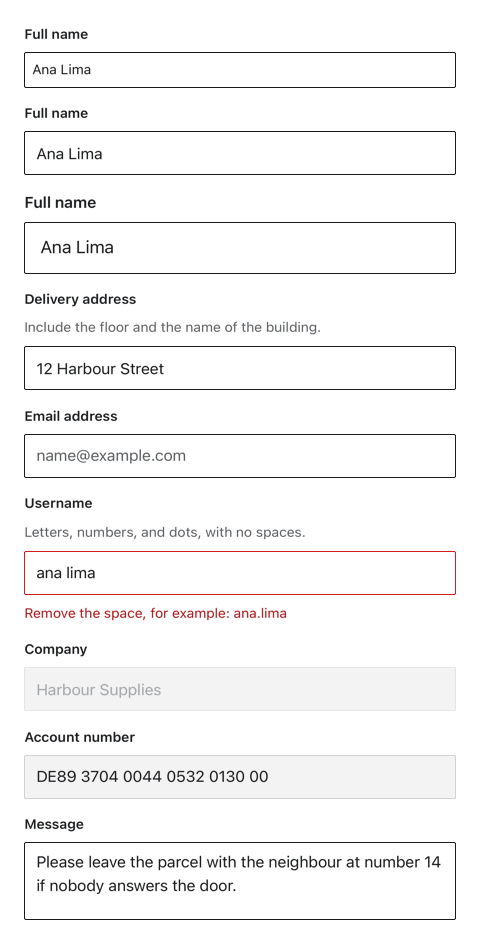 Full name
Ana Lima
Full name
Ana Lima
Full name
Ana Lima
Delivery address
Include the floor and the name of the building.
12 Harbour Street
Email address
name@example.com
Username
Letters, numbers, and dots, with no spaces.
ana lima
Remove the space, for example: ana.lima
Company
Harbour Supplies
Account number
DE89 3704 0044 0532 0130 00
Message
Please leave the parcel with the neighbour at number 14
if nobody answers the door.